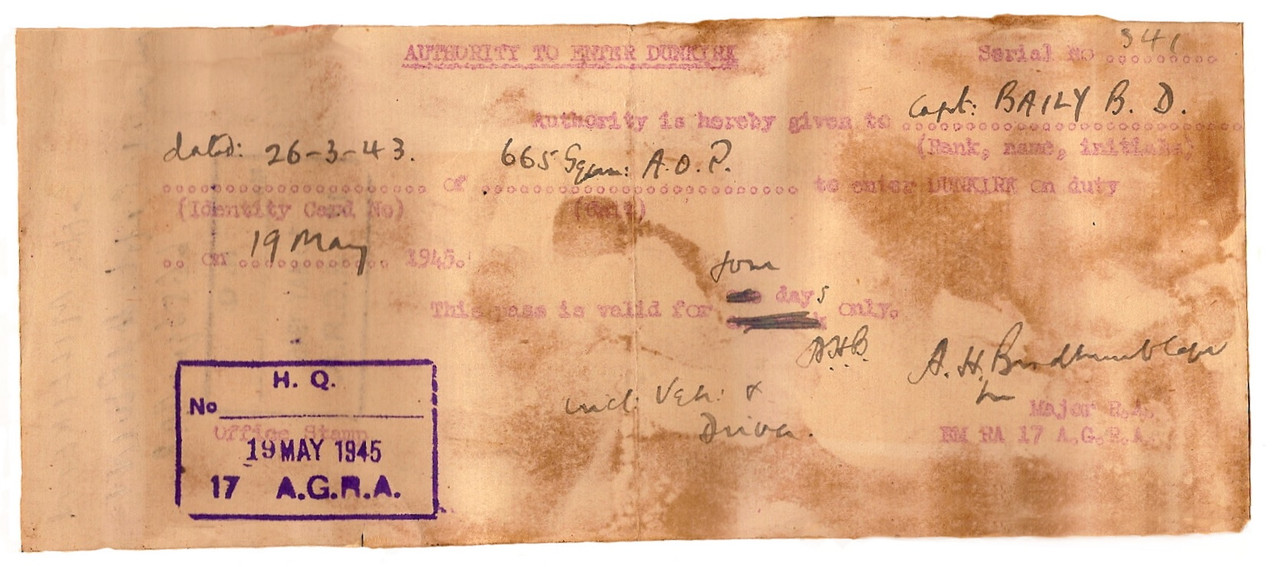 AUTHORITY TO ENTER DUNKIRK
Serial No 341
Authority is hereby given to Capt: BAILY B. D.
(Rank, name, initials)
dated: 26-3-43. of 665 Sqn: A.O.P. to enter DUNKIRK on duty
(Identity Card No) (Unit)
on 19 May 1945.
This pass is valid for four days only.
A.H.B.
A. H. Capt
incl: Veh: & Driver.
for
Major R.A.
BM RA 17 A.G.R.A.
Office Stamp
H. Q.
No
19 MAY 1945
17 A.G.R.A.